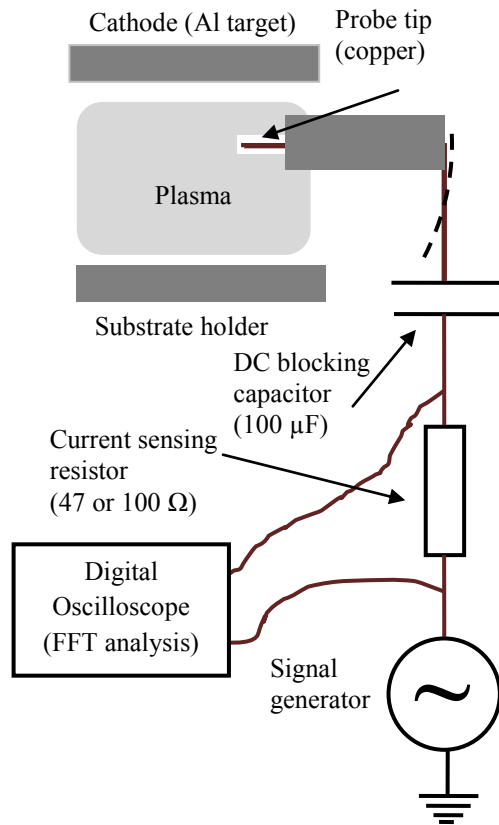 Cathode (Al target)
Probe tip
(copper)
Plasma
Substrate holder
DC blocking
capacitor
(100 µF)
Current sensing
resistor
(47 or 100 Ω)
Digital
Oscilloscope
(FFT analysis)
Signal
generator
~